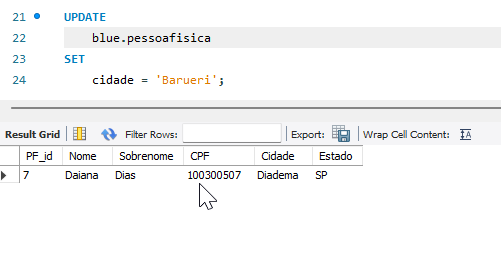 21 UPDATE
22 blue.pessoafisica
23 SET
24 cidade = 'Barueri';
Result Grid Filter Rows: Export: Wrap Cell Content: IA
PF_id Nome Sobrenome CPF Cidade Estado
7 Daiana Dias 100300507 Diadema SP